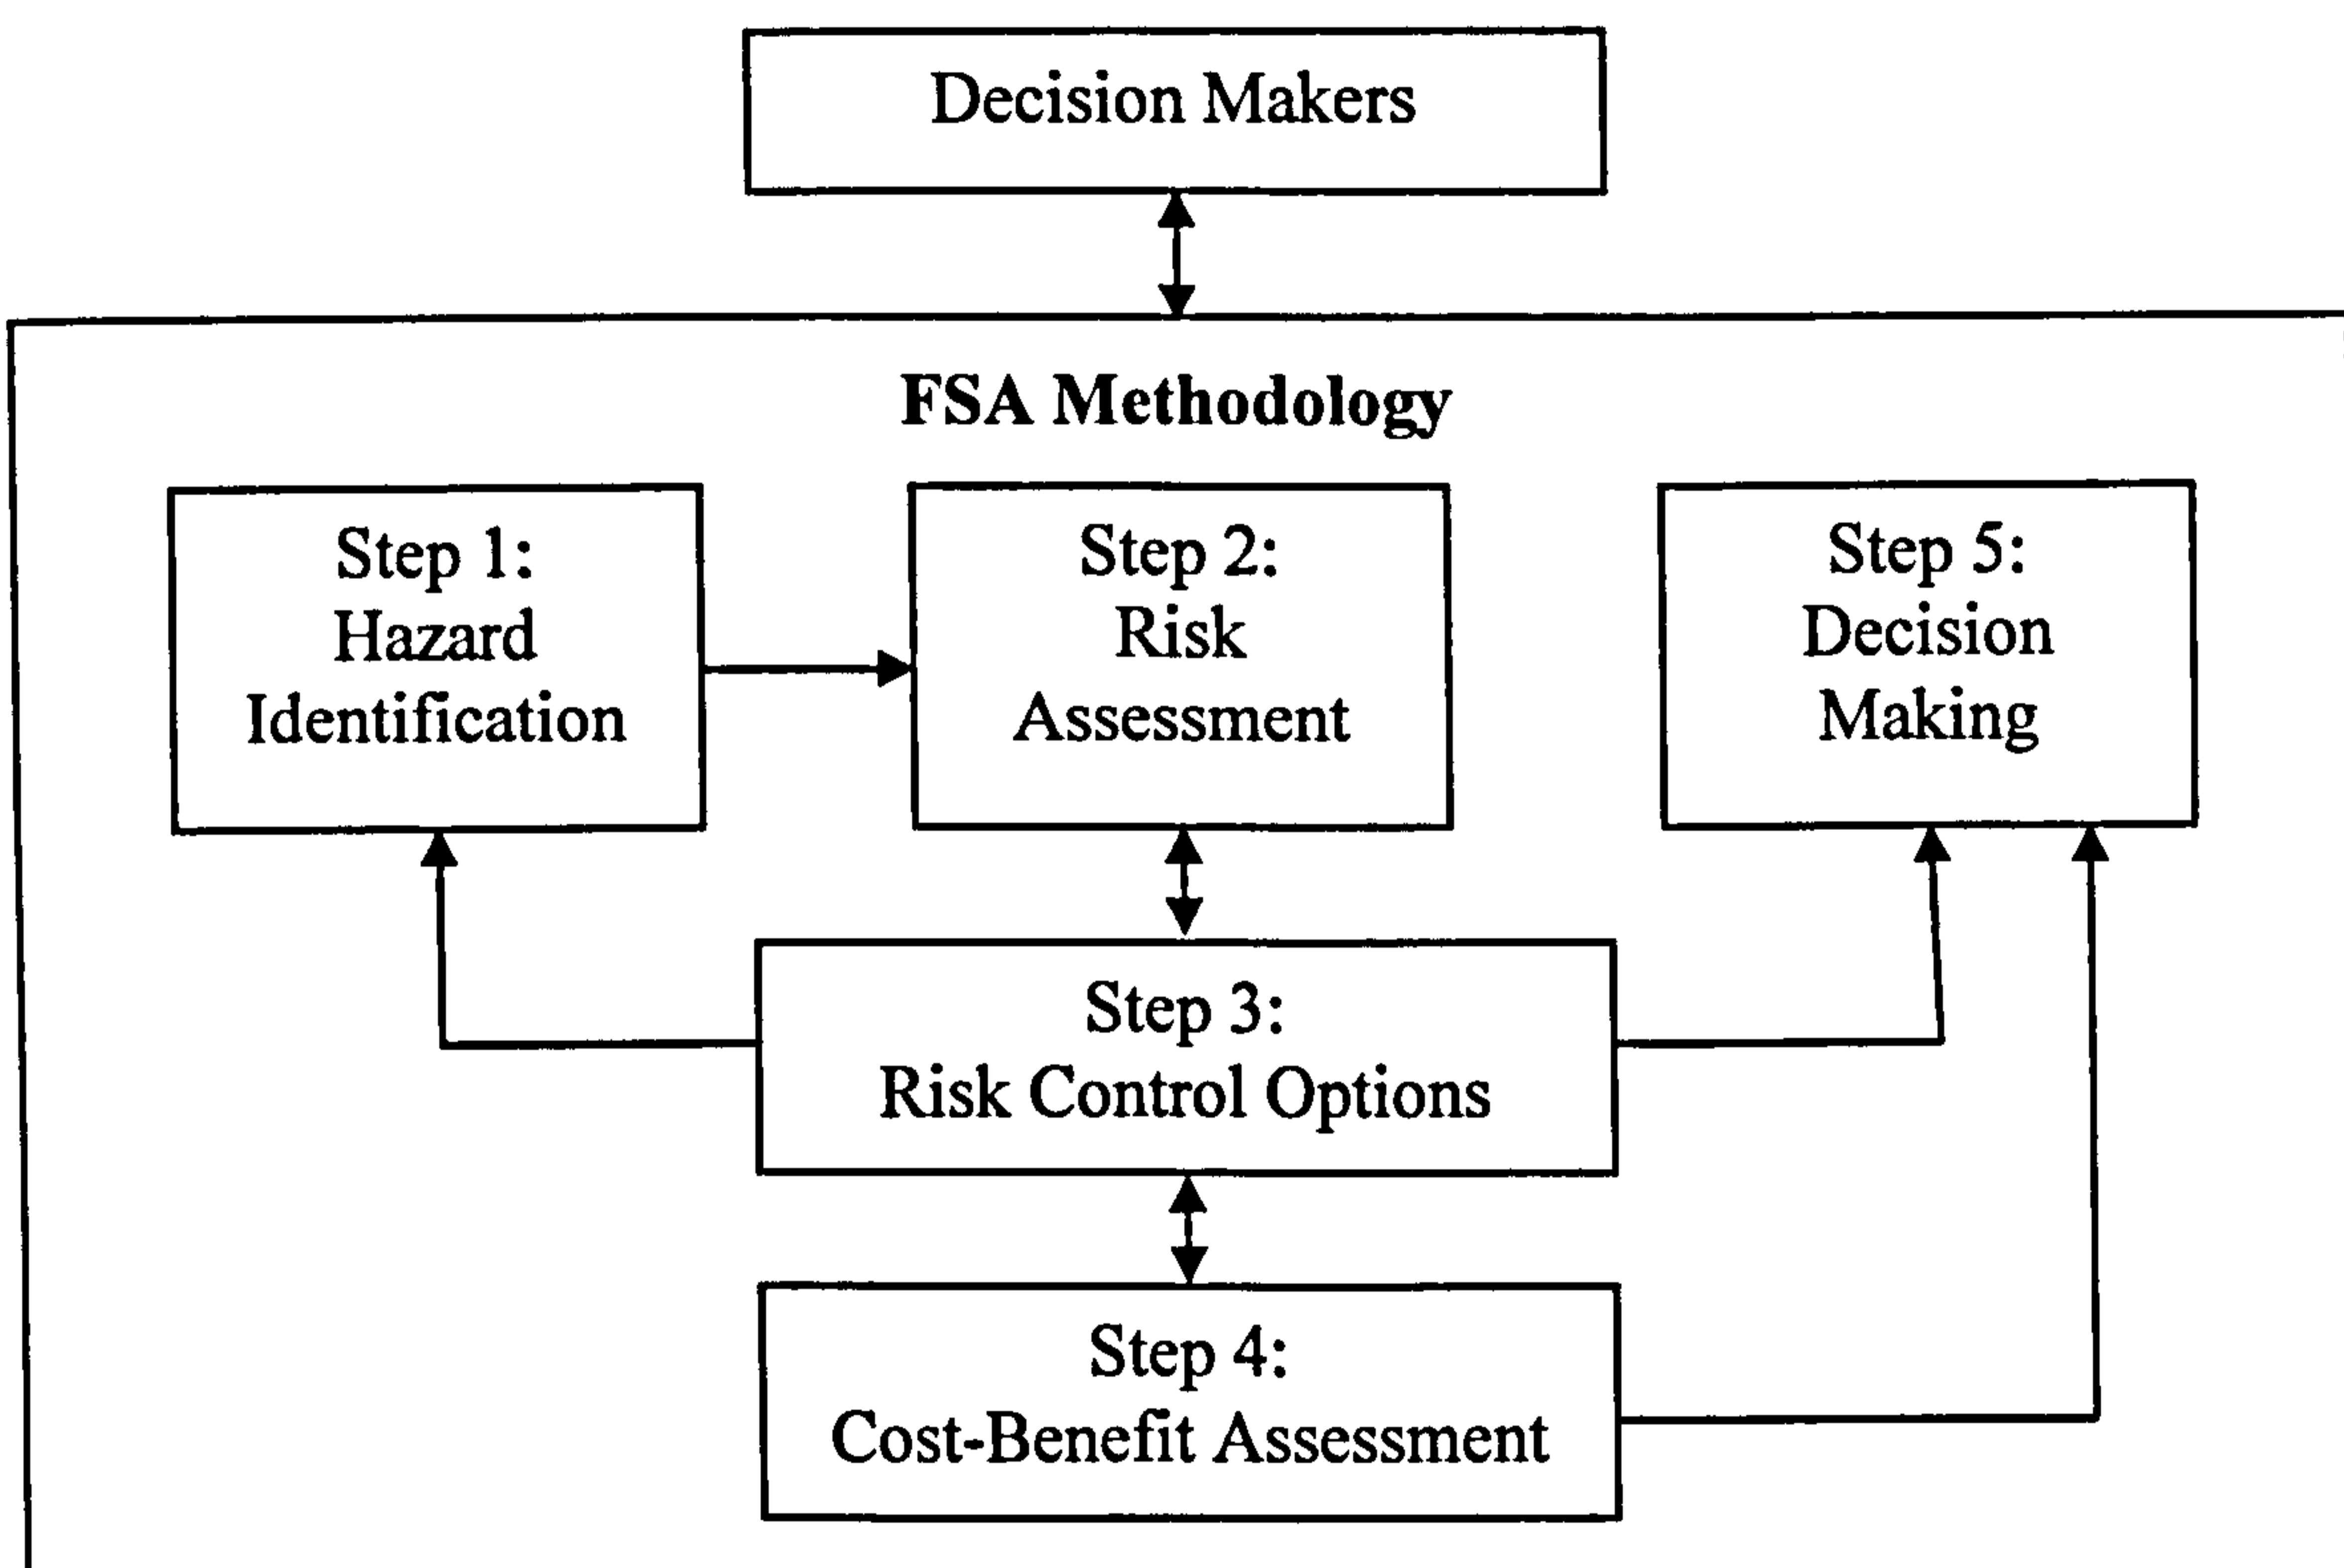 Decision Makers
FSA Methodology
Step 1:
Hazard
Identification
Step 2:
Risk
Assessment
Step 5:
Decision
Making
Step 3:
Risk Control Options
Step 4:
Cost-Benefit Assessment